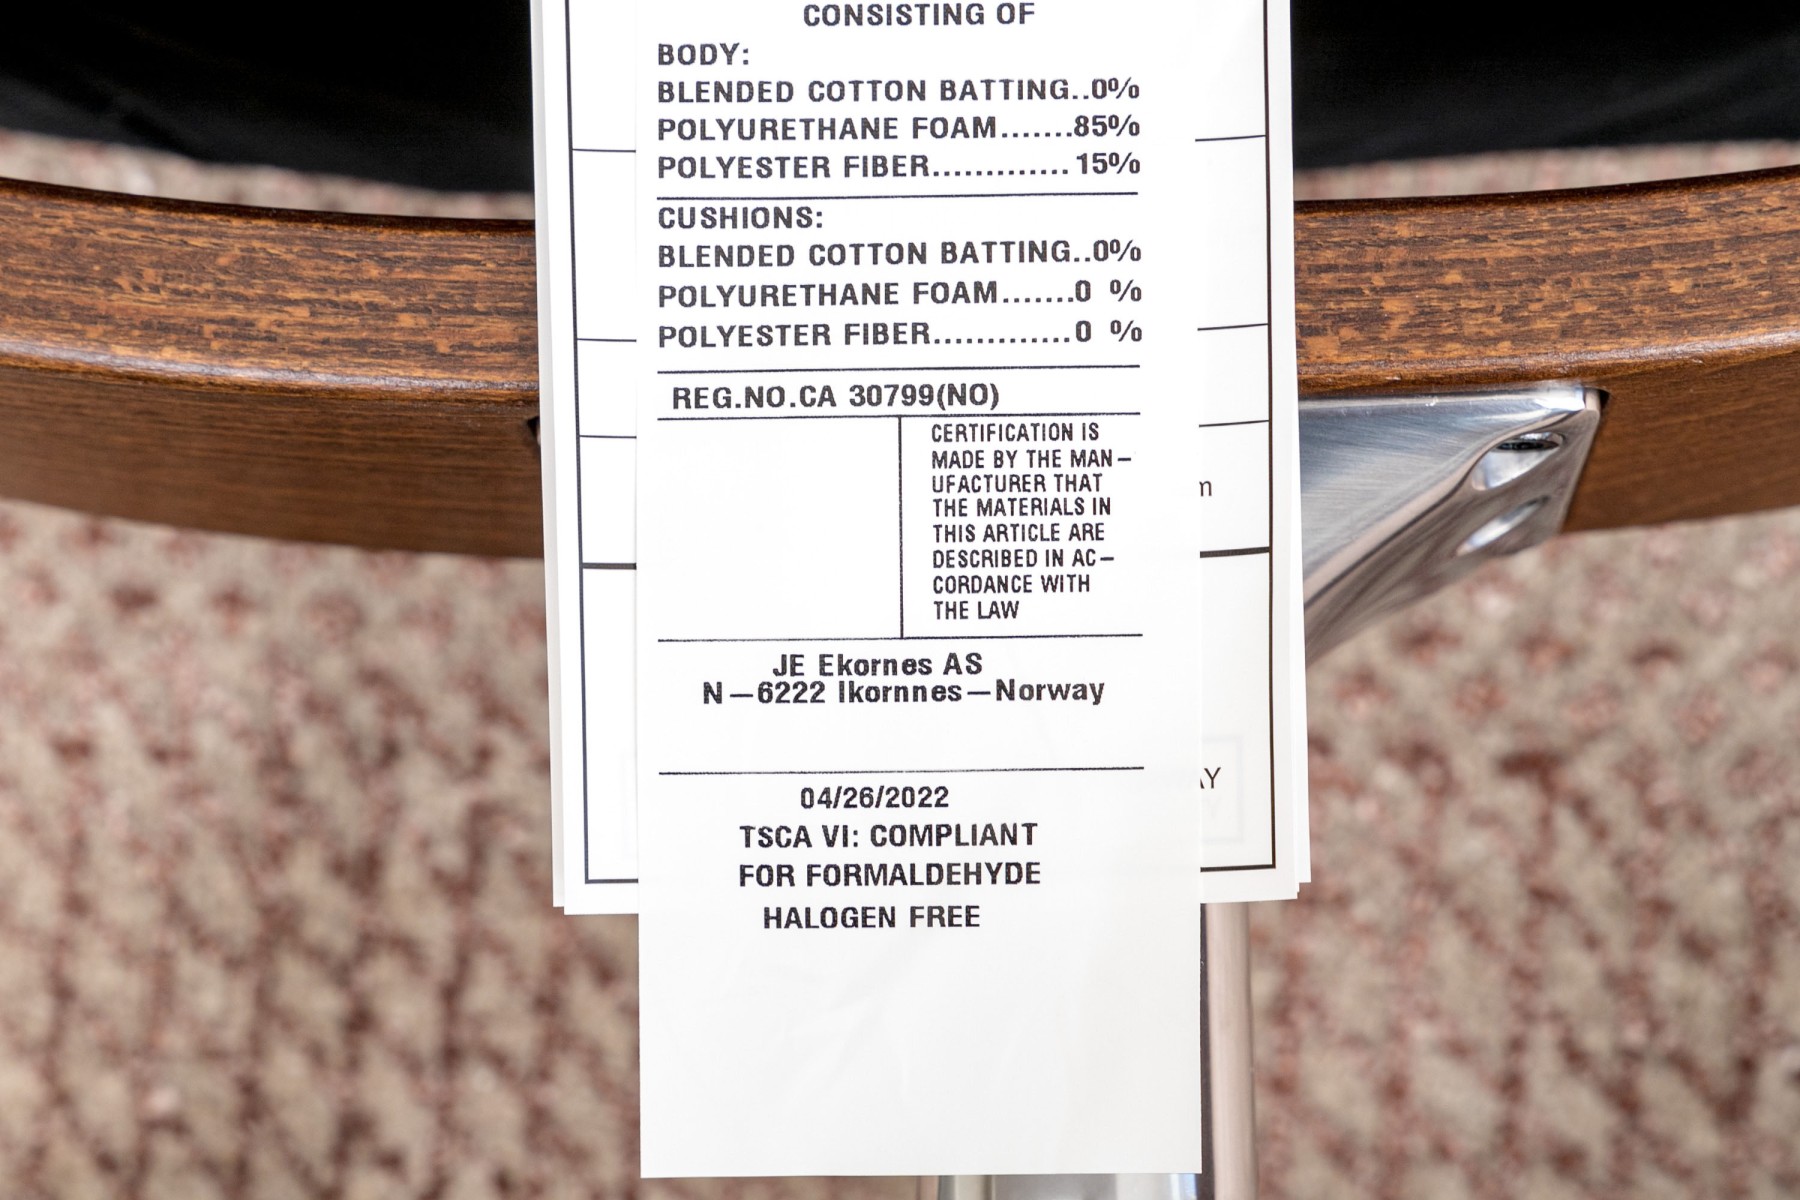 CONSISTING OF
BODY:
BLENDED COTTON BATTING..0%
POLYURETHANE FOAM.......85%
POLYESTER FIBER.............15%
CUSHIONS:
BLENDED COTTON BATTING..0%
POLYURETHANE FOAM.......0 %
POLYESTER FIBER.............0 %
REG.NO.CA 30799(NO)
CERTIFICATION IS
MADE BY THE MAN–
UFACTURER THAT
THE MATERIALS IN
THIS ARTICLE ARE
DESCRIBED IN AC–
CORDANCE WITH
THE LAW
JE Ekornes AS
N–6222 Ikornnes–Norway
04/26/2022
TSCA VI: COMPLIANT
FOR FORMALDEHYDE
HALOGEN FREE